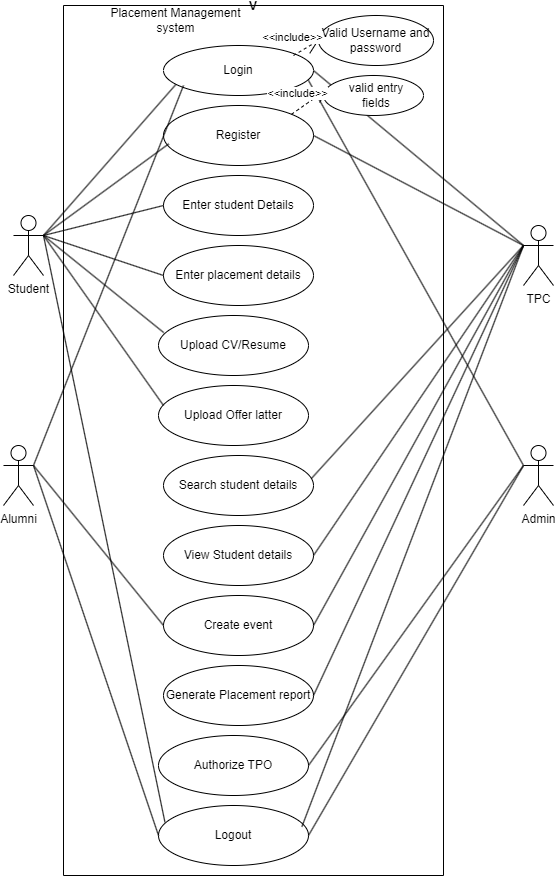 v
Placement Management
system
<<include>>
Valid Username and
password
Login
<<include>>
valid entry
fields
Register
Enter student Details
Enter placement details
Student
TPC
Upload CV/Resume
Upload Offer latter
Search student details
Alumni
Admin
View Student details
Create event
Generate Placement report
Authorize TPO
Logout